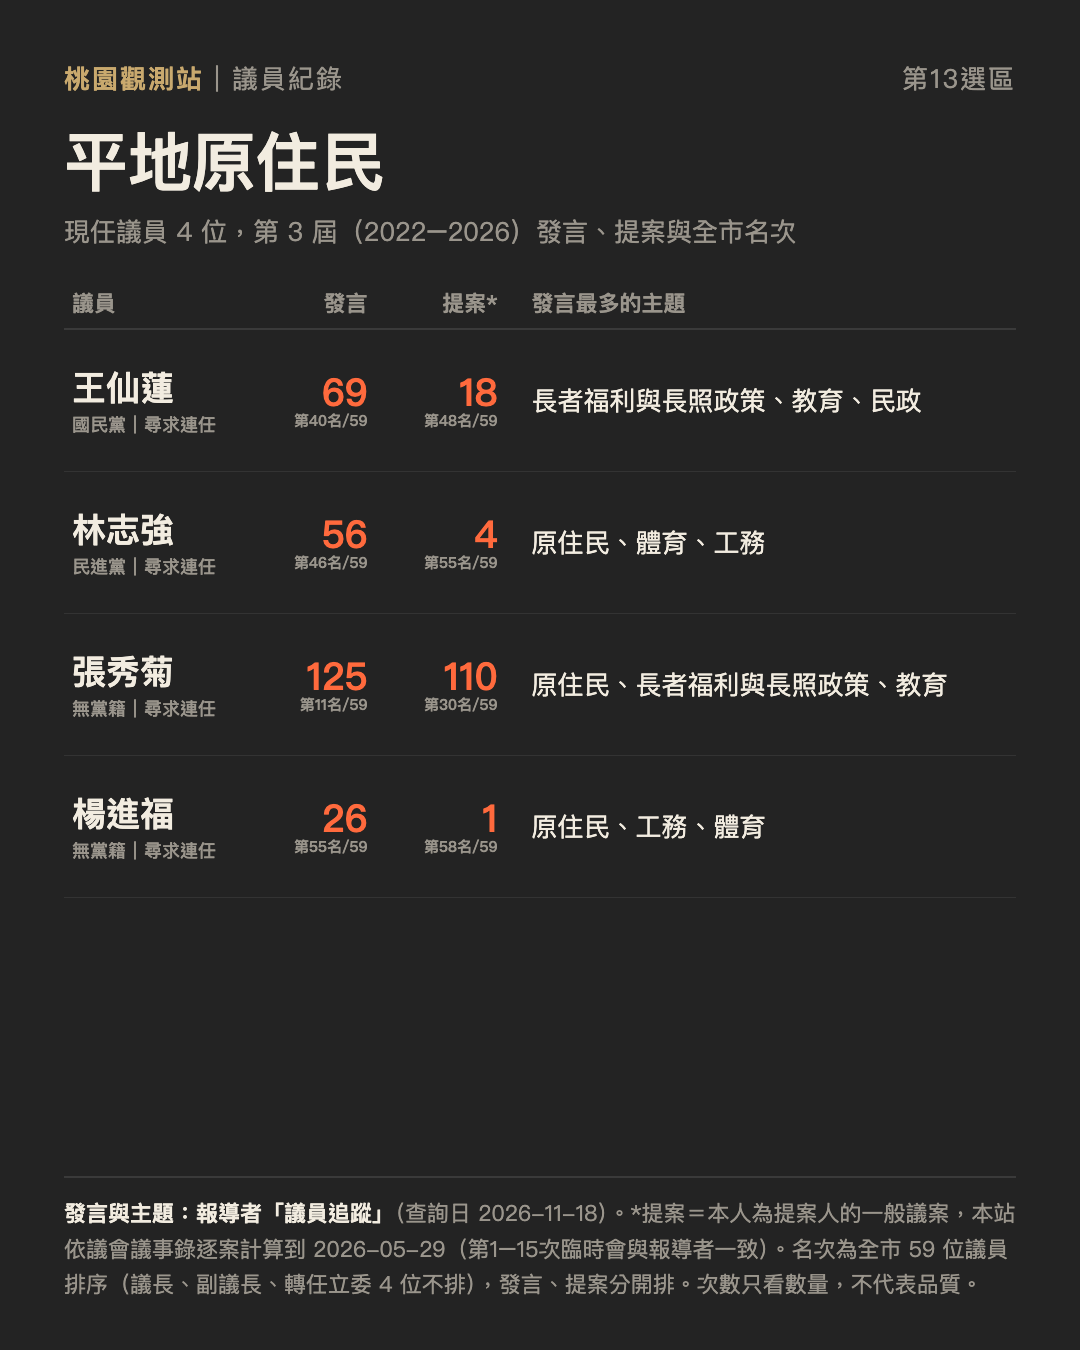 桃園觀測站｜議員紀錄
第13選區
平地原住民
現任議員 4 位，第 3 屆（2022—2026）發言、提案與全市名次
議員 發言 提案* 發言最多的主題
王仙蓮 69 18 長者福利與長照政策、教育、民政
國民黨｜尋求連任 第40名/59 第48名/59
林志強 56 4 原住民、體育、工務
民進黨｜尋求連任 第46名/59 第55名/59
張秀菊 125 110 原住民、長者福利與長照政策、教育
無黨籍｜尋求連任 第11名/59 第30名/59
楊進福 26 1 原住民、工務、體育
無黨籍｜尋求連任 第55名/59 第58名/59
發言與主題：報導者「議員追蹤」（查詢日 2026–11–18）。*提案＝本人為提案人的一般議案，本站
依議會議事錄逐案計算到 2026–05–29（第1—15次臨時會與報導者一致）。名次為全市 59 位議員
排序（議長、副議長、轉任立委 4 位不排），發言、提案分開排。次數只看數量，不代表品質。